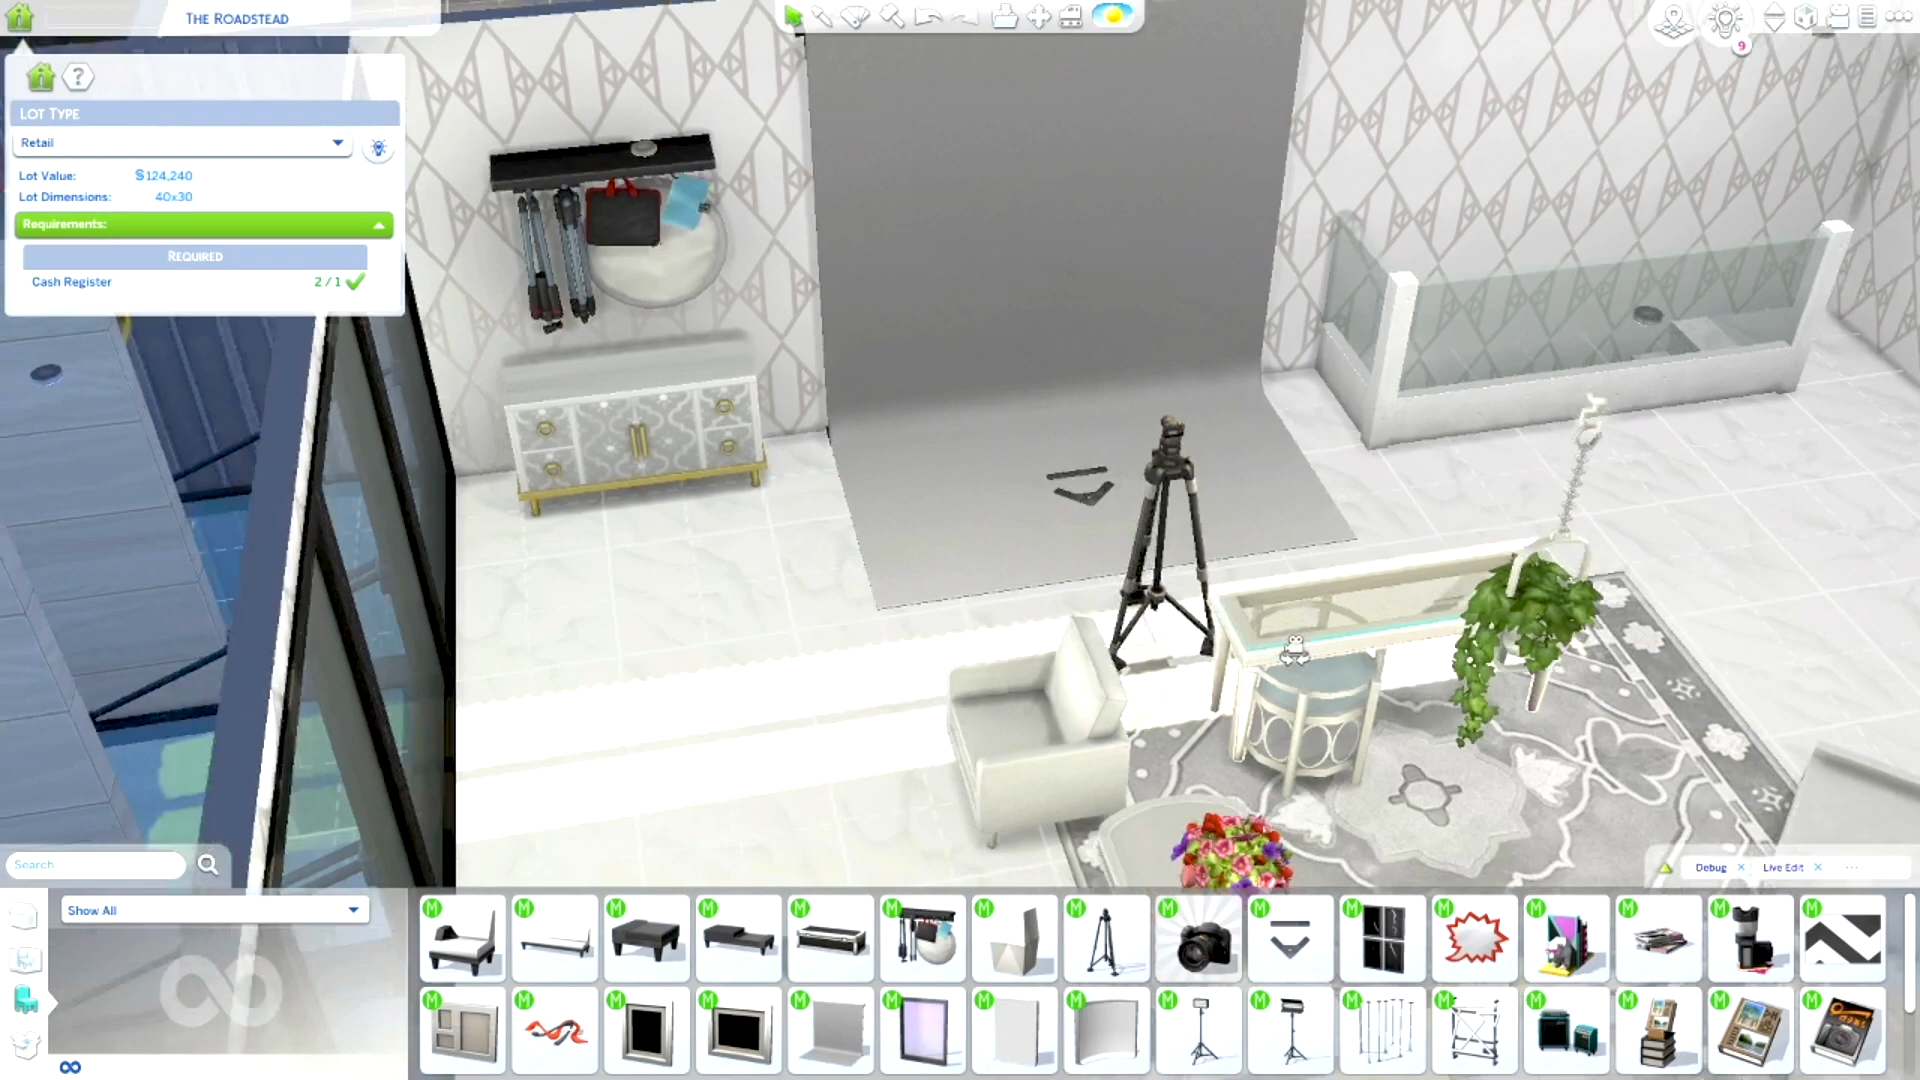 THE ROADSTEAD
9
LOT TYPE
Retail
Lot Value: §124,240
Lot Dimensions: 40x30
Requirements:
REQUIRED
Cash Register 2/1
Search
Debug
Live Edit
Show All